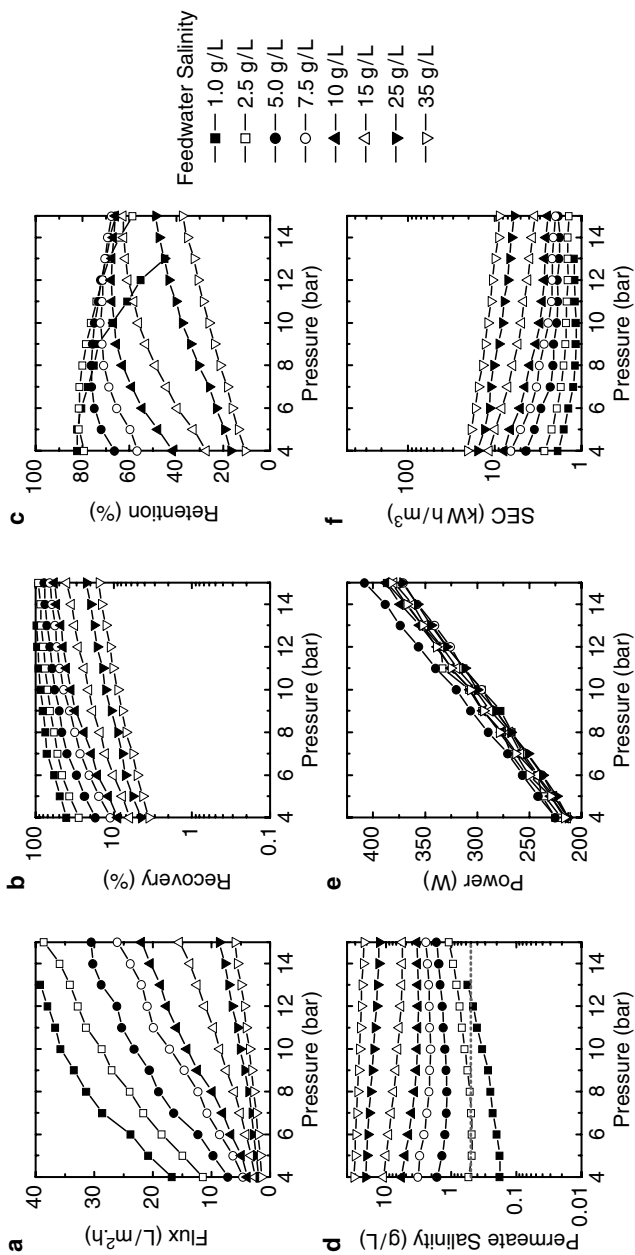 a
Flux (L/m².h)
40
30
20
10
0
4
6
8
10
12
14
Pressure (bar)
b
Recovery (%)
100
10
1
0.1
4
6
8
10
12
14
Pressure (bar)
c
Retention (%)
100
80
60
40
20
0
4
6
8
10
12
14
Pressure (bar)
Feedwater Salinity
1.0 g/L
2.5 g/L
5.0 g/L
7.5 g/L
10 g/L
15 g/L
25 g/L
35 g/L
d
Permeate Salinity (g/L)
10
1
0.1
0.01
4
6
8
10
12
14
Pressure (bar)
e
Power (W)
400
350
300
250
200
4
6
8
10
12
14
Pressure (bar)
f
SEC (kWh/m³)
100
10
1
4
6
8
10
12
14
Pressure (bar)